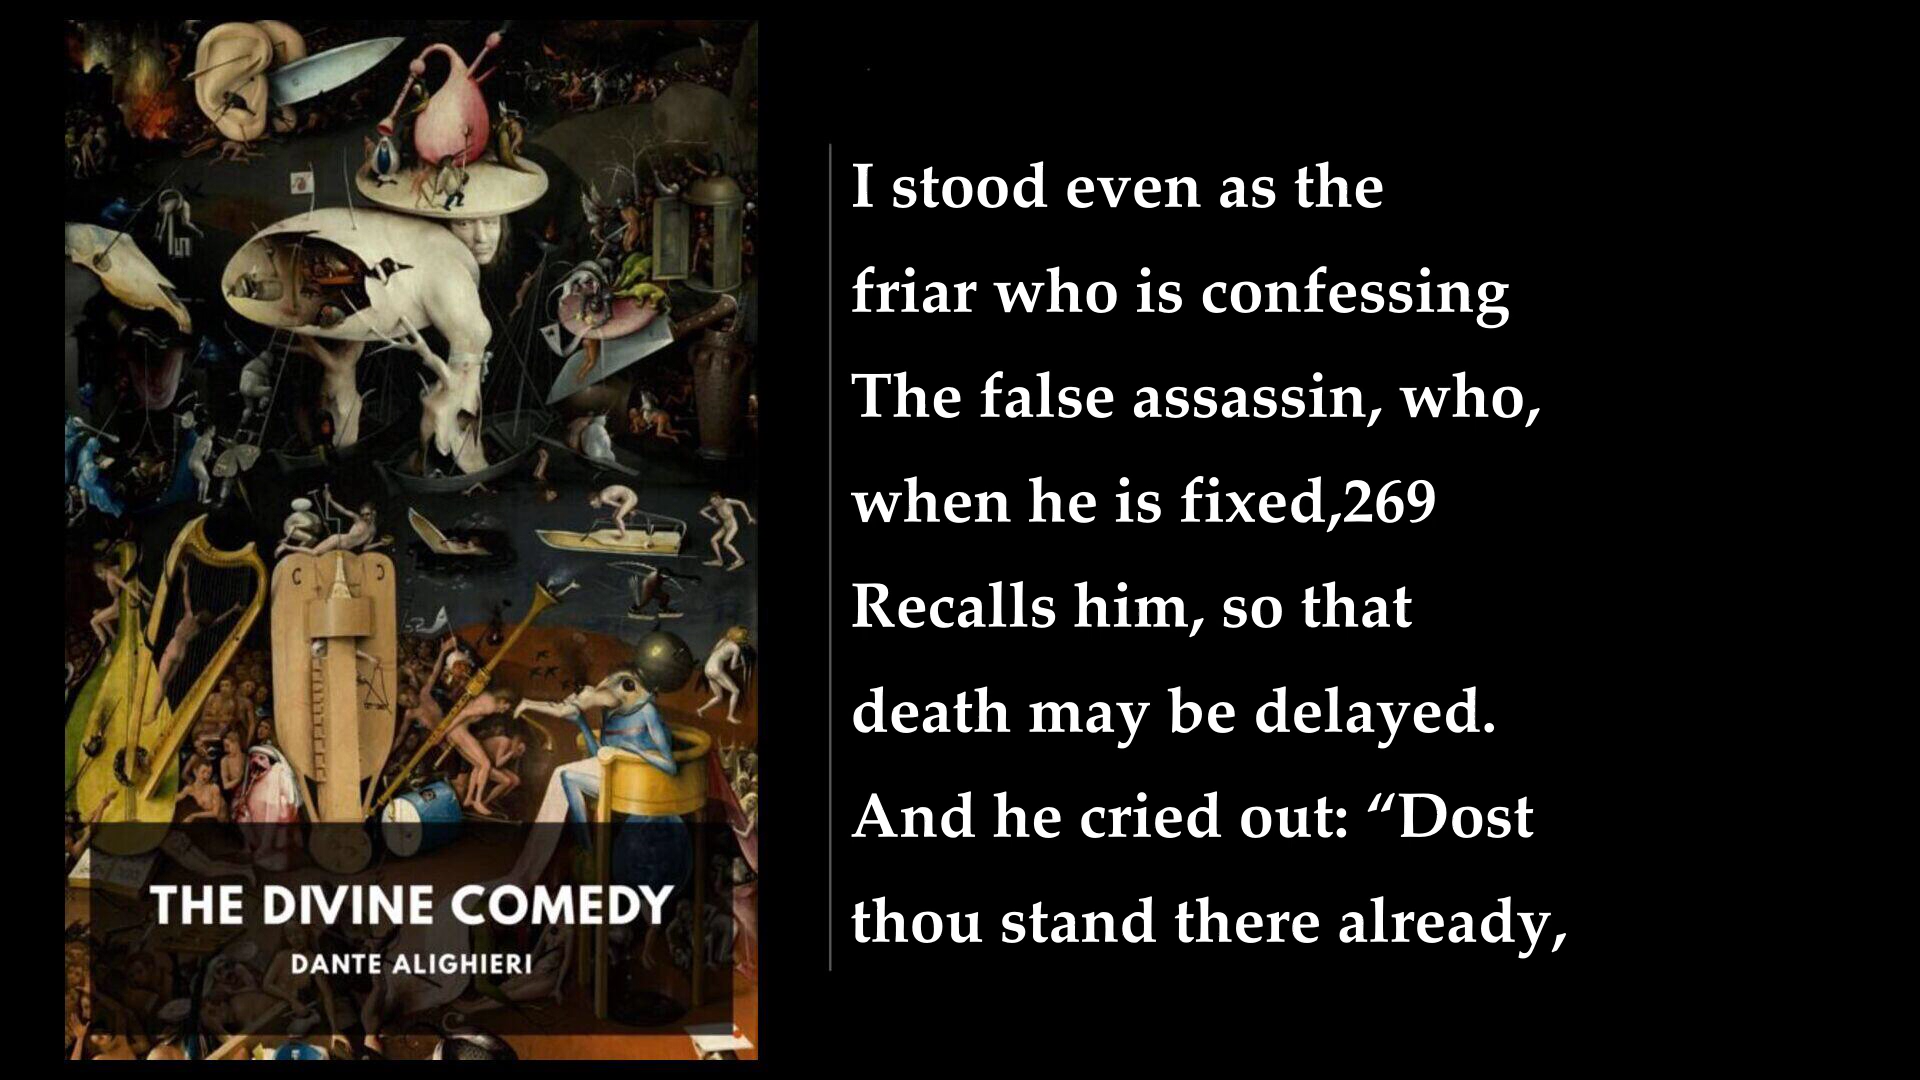 THE DIVINE COMEDY
DANTE ALIGHIERI
I stood even as the
friar who is confessing
The false assassin, who,
when he is fixed,269
Recalls him, so that
death may be delayed.
And he cried out: “Dost
thou stand there already,